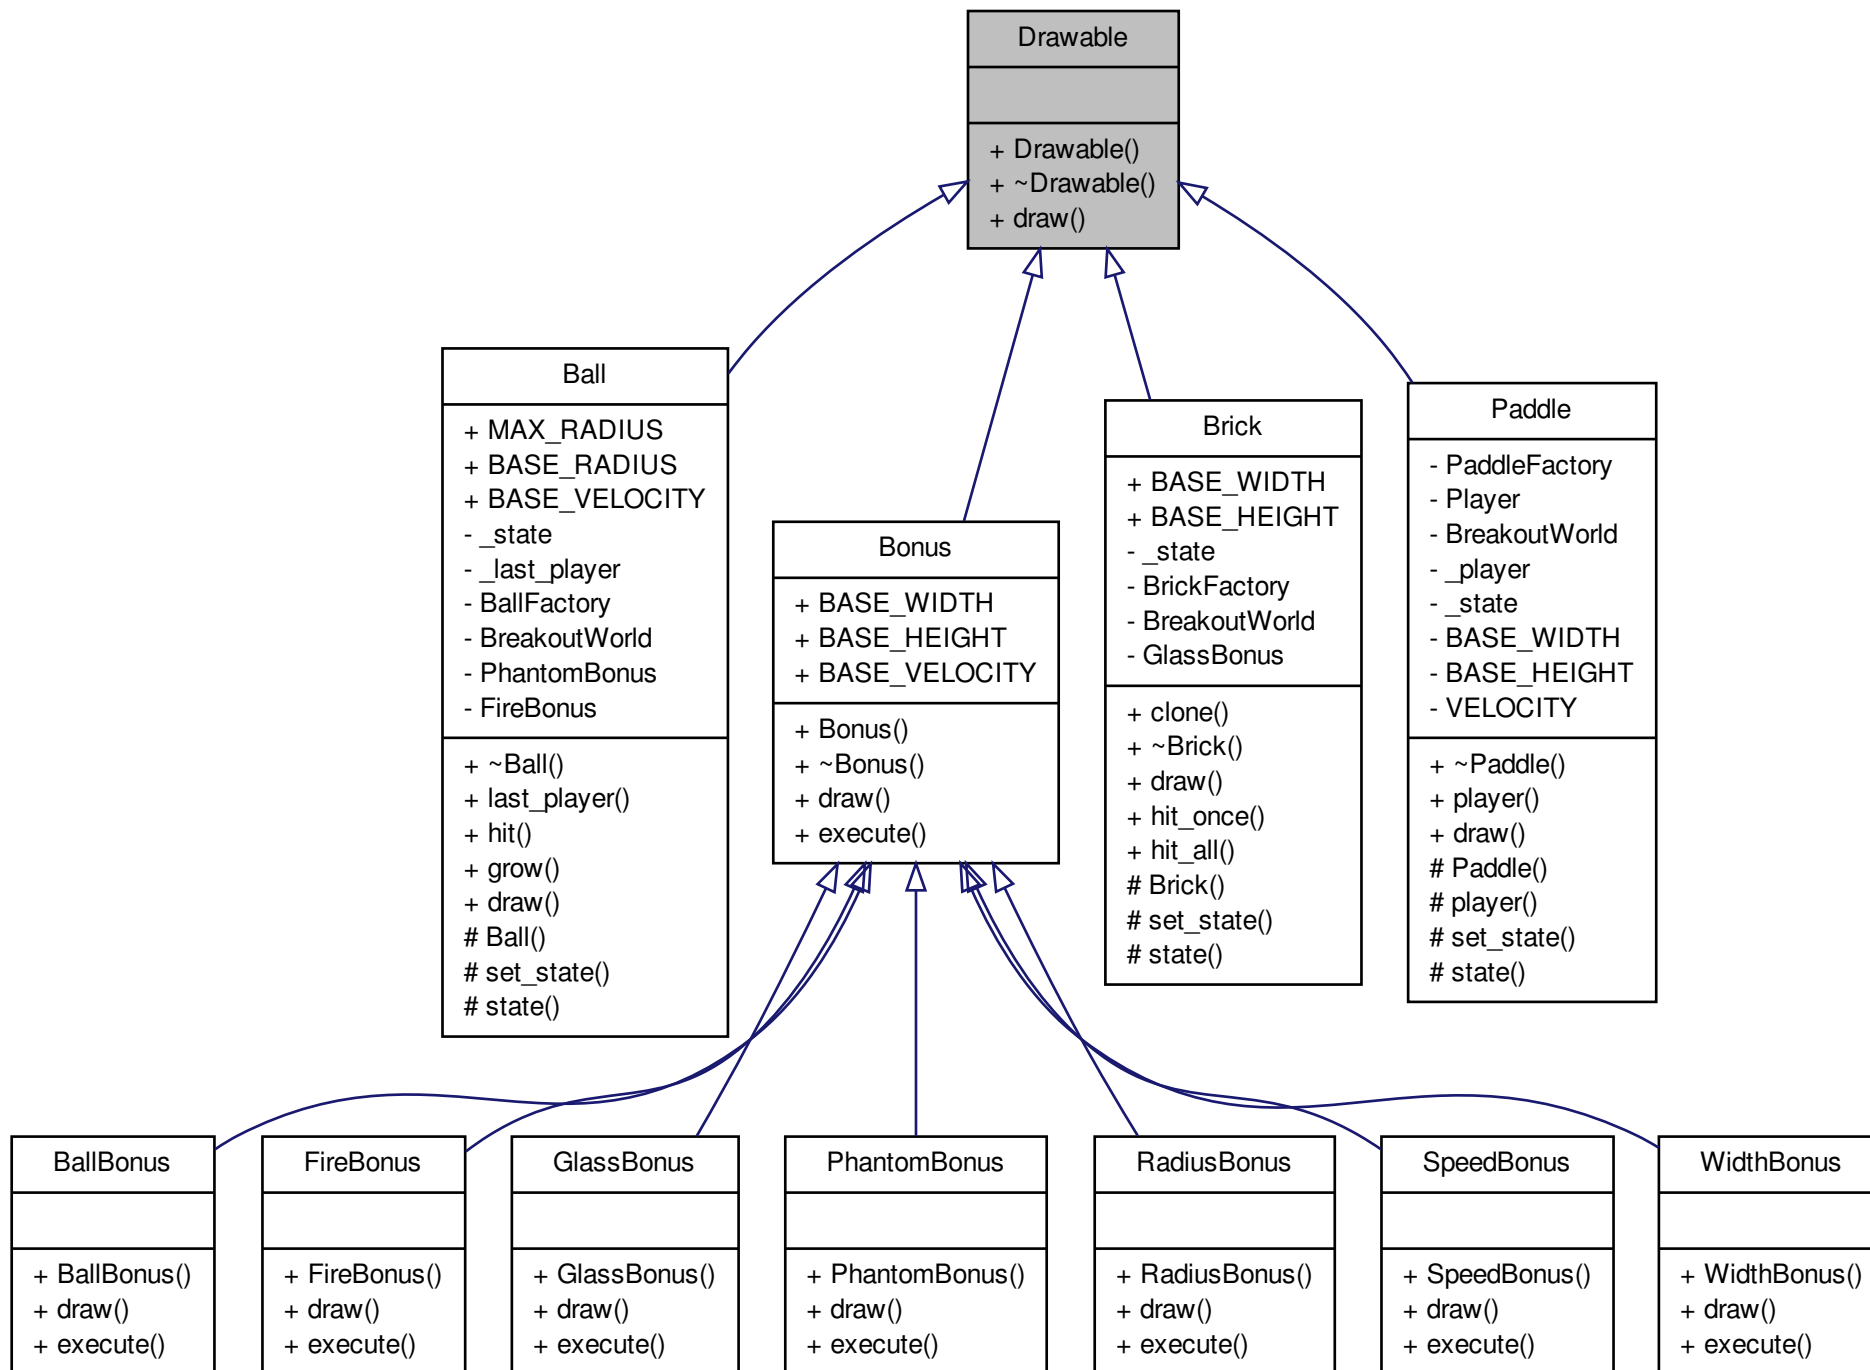 Drawable
+ Drawable()
+ ~Drawable()
+ draw()
Ball
+ MAX_RADIUS
+ BASE_RADIUS
+ BASE_VELOCITY
- _state
- _last_player
- BallFactory
- BreakoutWorld
- PhantomBonus
- FireBonus
+ ~Ball()
+ last_player()
+ hit()
+ grow()
+ draw()
# Ball()
# set_state()
# state()
Bonus
+ BASE_WIDTH
+ BASE_HEIGHT
+ BASE_VELOCITY
+ Bonus()
+ ~Bonus()
+ draw()
+ execute()
Brick
+ BASE_WIDTH
+ BASE_HEIGHT
- _state
- BrickFactory
- BreakoutWorld
- GlassBonus
+ clone()
+ ~Brick()
+ draw()
+ hit_once()
+ hit_all()
# Brick()
# set_state()
# state()
Paddle
- PaddleFactory
- Player
- BreakoutWorld
- _player
- _state
- BASE_WIDTH
- BASE_HEIGHT
- VELOCITY
+ ~Paddle()
+ player()
+ draw()
# Paddle()
# player()
# set_state()
# state()
BallBonus
+ BallBonus()
+ draw()
+ execute()
FireBonus
+ FireBonus()
+ draw()
+ execute()
GlassBonus
+ GlassBonus()
+ draw()
+ execute()
PhantomBonus
+ PhantomBonus()
+ draw()
+ execute()
RadiusBonus
+ RadiusBonus()
+ draw()
+ execute()
SpeedBonus
+ SpeedBonus()
+ draw()
+ execute()
WidthBonus
+ WidthBonus()
+ draw()
+ execute()